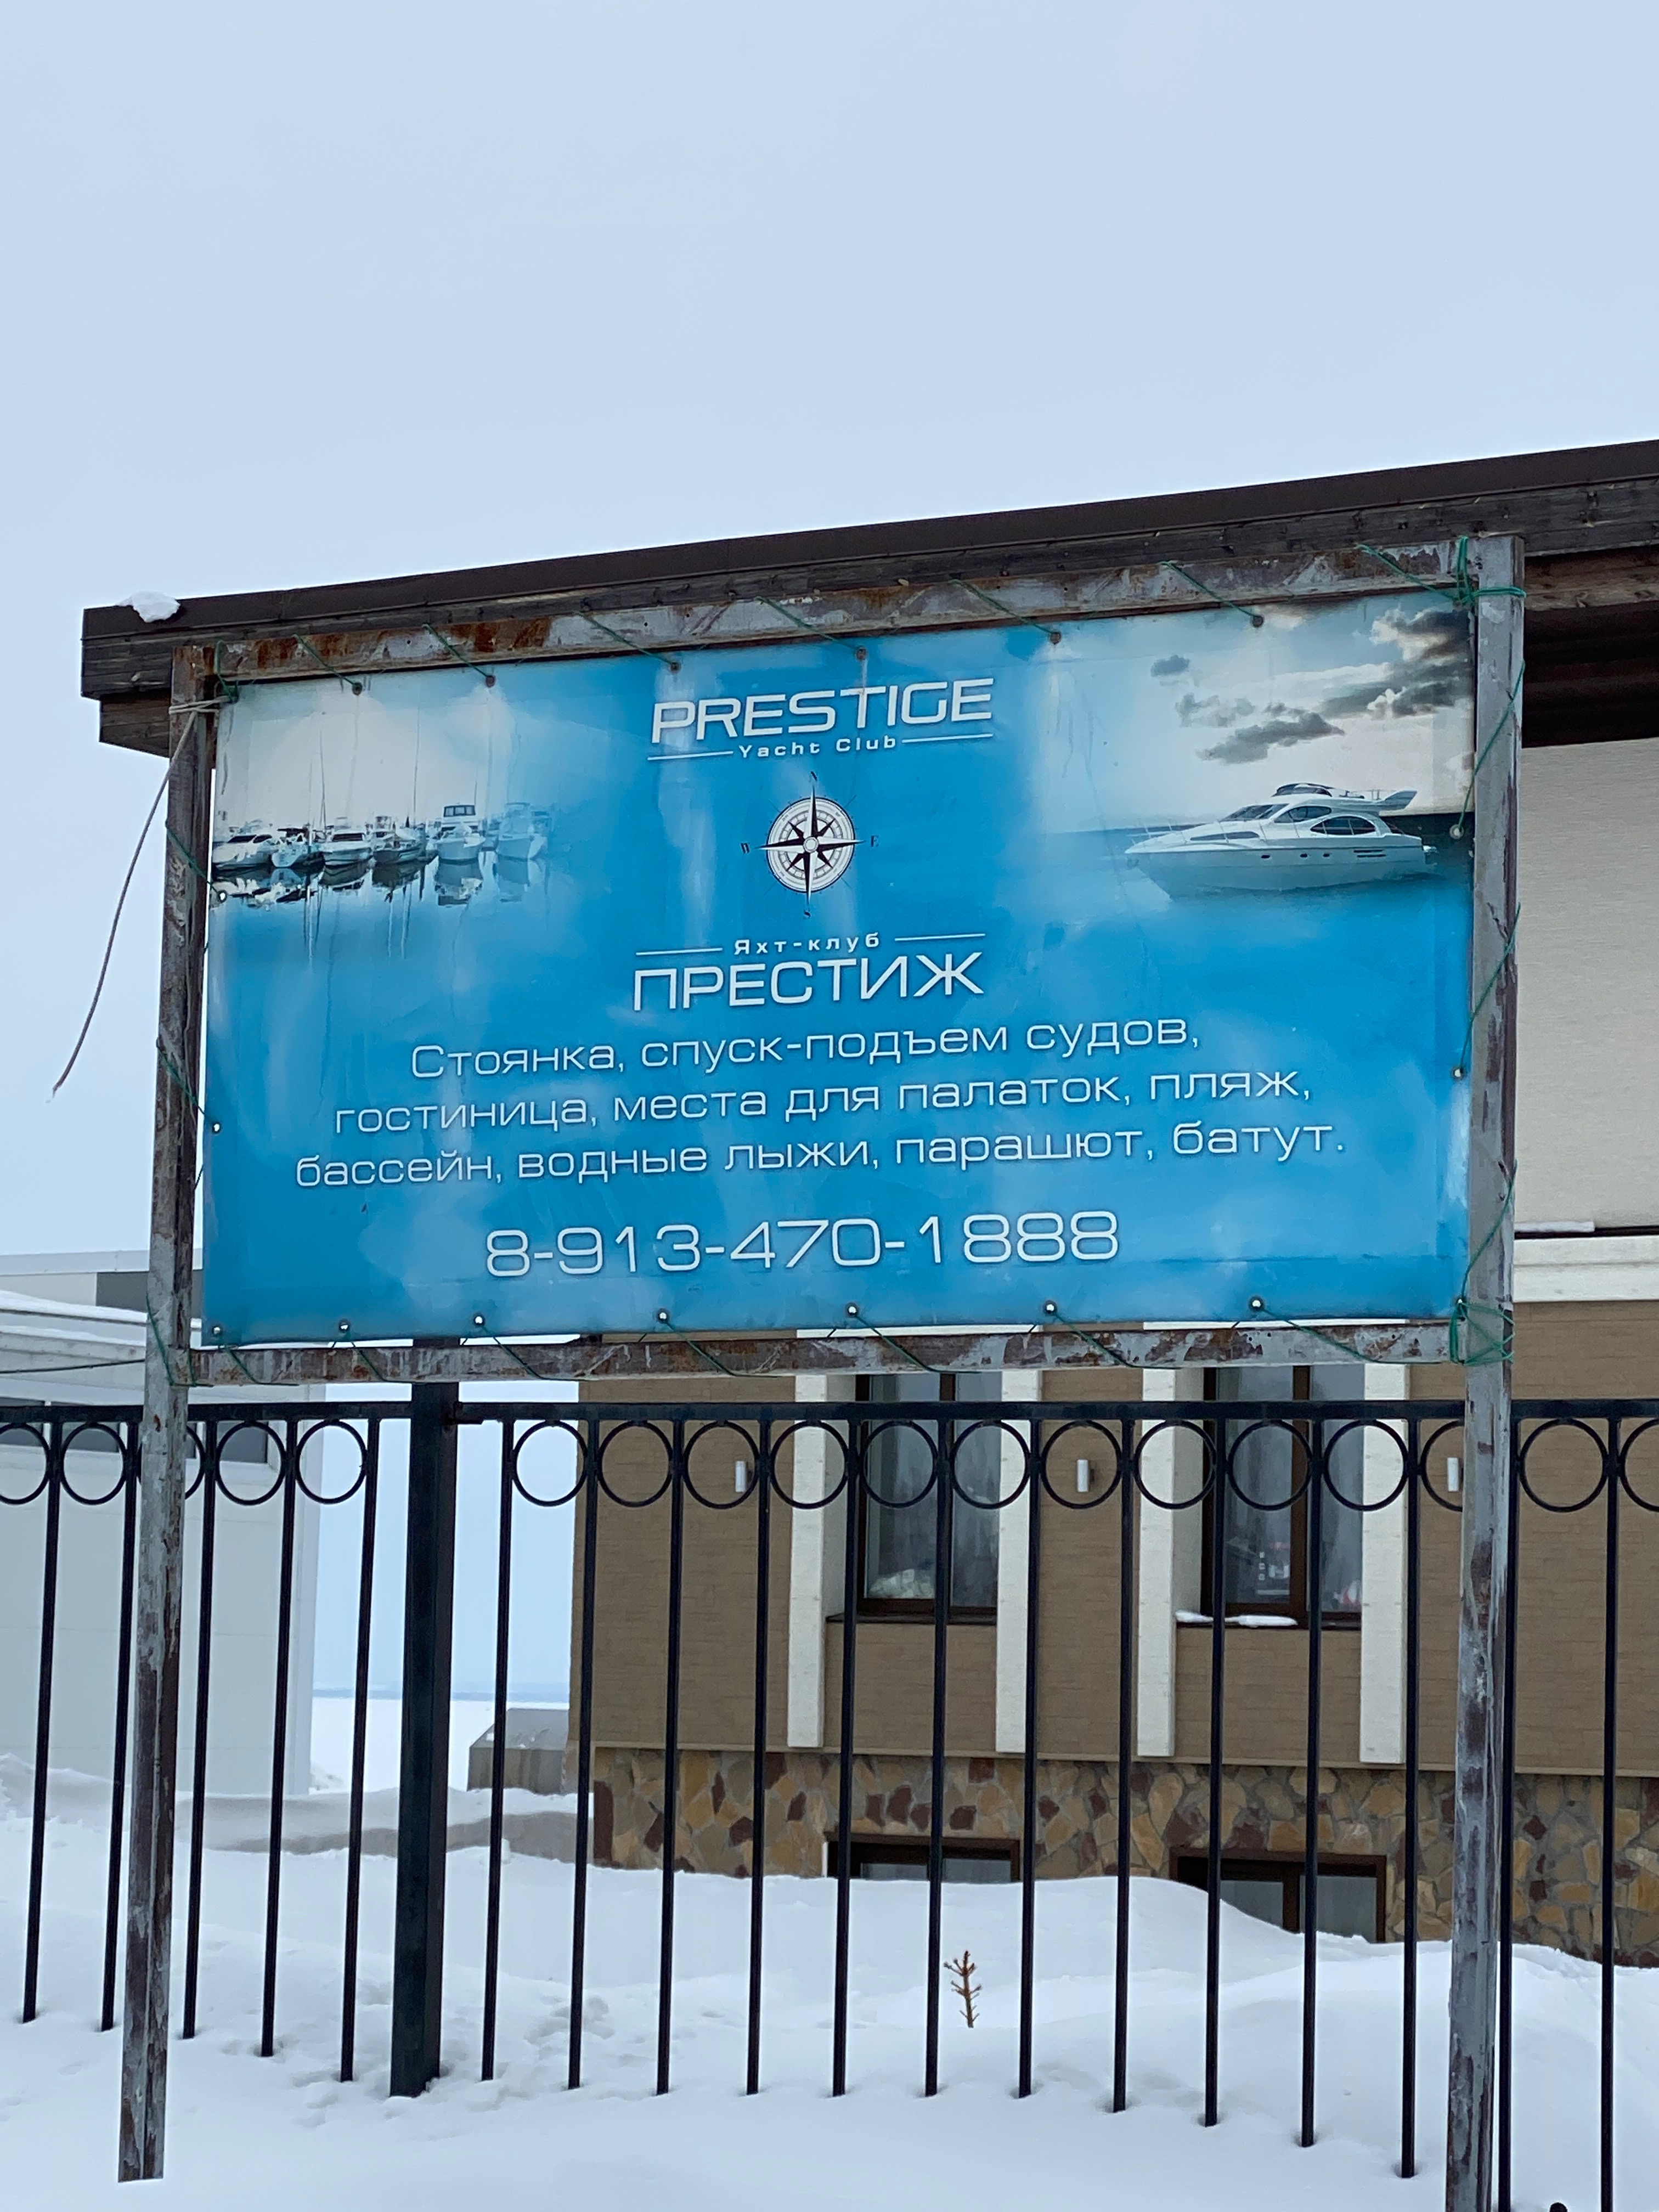 PRESTIGE
Yacht Club
N
W E
S
Яхт-клуб
ПРЕСТИЖ
Стоянка, спуск-подъем судов,
гостиница, места для палаток, пляж,
бассейн, водные лыжи, парашют, батут.
8-913-470-1888